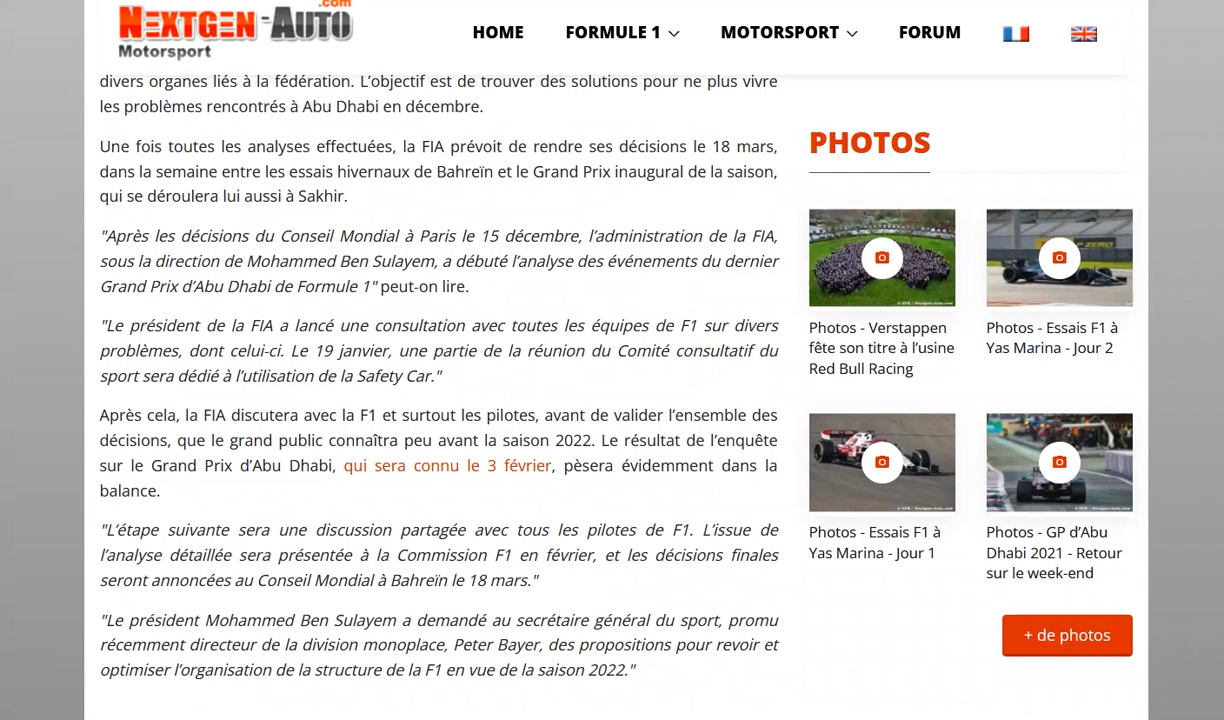 NEXTGEN-AUTO
.com
Motorsport
HOME
FORMULE 1
MOTORSPORT
FORUM
divers organes liés à la fédération. L’objectif est de trouver des solutions pour ne plus vivre
les problèmes rencontrés à Abu Dhabi en décembre.
Une fois toutes les analyses effectuées, la FIA prévoit de rendre ses décisions le 18 mars,
dans la semaine entre les essais hivernaux de Bahreïn et le Grand Prix inaugural de la saison,
qui se déroulera lui aussi à Sakhir.
"Après les décisions du Conseil Mondial à Paris le 15 décembre, l’administration de la FIA,
sous la direction de Mohammed Ben Sulayem, a débuté l’analyse des événements du dernier
Grand Prix d’Abu Dhabi de Formule 1" peut-on lire.
"Le président de la FIA a lancé une consultation avec toutes les équipes de F1 sur divers
problèmes, dont celui-ci. Le 19 janvier, une partie de la réunion du Comité consultatif du
sport sera dédié à l’utilisation de la Safety Car."
Après cela, la FIA discutera avec la F1 et surtout les pilotes, avant de valider l’ensemble des
décisions, que le grand public connaîtra peu avant la saison 2022. Le résultat de l’enquête
sur le Grand Prix d’Abu Dhabi, qui sera connu le 3 février, pèsera évidemment dans la
balance.
"L’étape suivante sera une discussion partagée avec tous les pilotes de F1. L’issue de
l’analyse détaillée sera présentée à la Commission F1 en février, et les décisions finales
seront annoncées au Conseil Mondial à Bahreïn le 18 mars."
"Le président Mohammed Ben Sulayem a demandé au secrétaire général du sport, promu
récemment directeur de la division monoplace, Peter Bayer, des propositions pour revoir et
optimiser l’organisation de la structure de la F1 en vue de la saison 2022."
PHOTOS
Photos - Verstappen
fête son titre à l’usine
Red Bull Racing
ZERO
Photos - Essais F1 à
Yas Marina - Jour 2
Photos - Essais F1 à
Yas Marina - Jour 1
Photos - GP d’Abu
Dhabi 2021 - Retour
sur le week-end
+ de photos